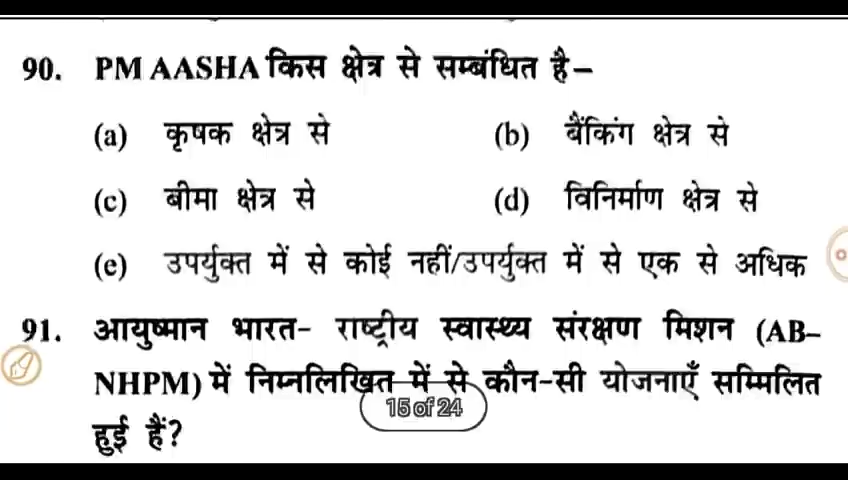 90. PM AASHA किस क्षेत्र से सम्बंधित है–
(a) कृषक क्षेत्र से (b) बैंकिंग क्षेत्र से
(c) बीमा क्षेत्र से (d) विनिर्माण क्षेत्र से
(e) उपर्युक्त में से कोई नहीं/उपर्युक्त में से एक से अधिक
91. आयुष्मान भारत– राष्ट्रीय स्वास्थ्य संरक्षण मिशन (AB–
NHPM) में निम्नलिखित में से कौन-सी योजनाएँ सम्मिलित
15 of 24
हुई हैं?